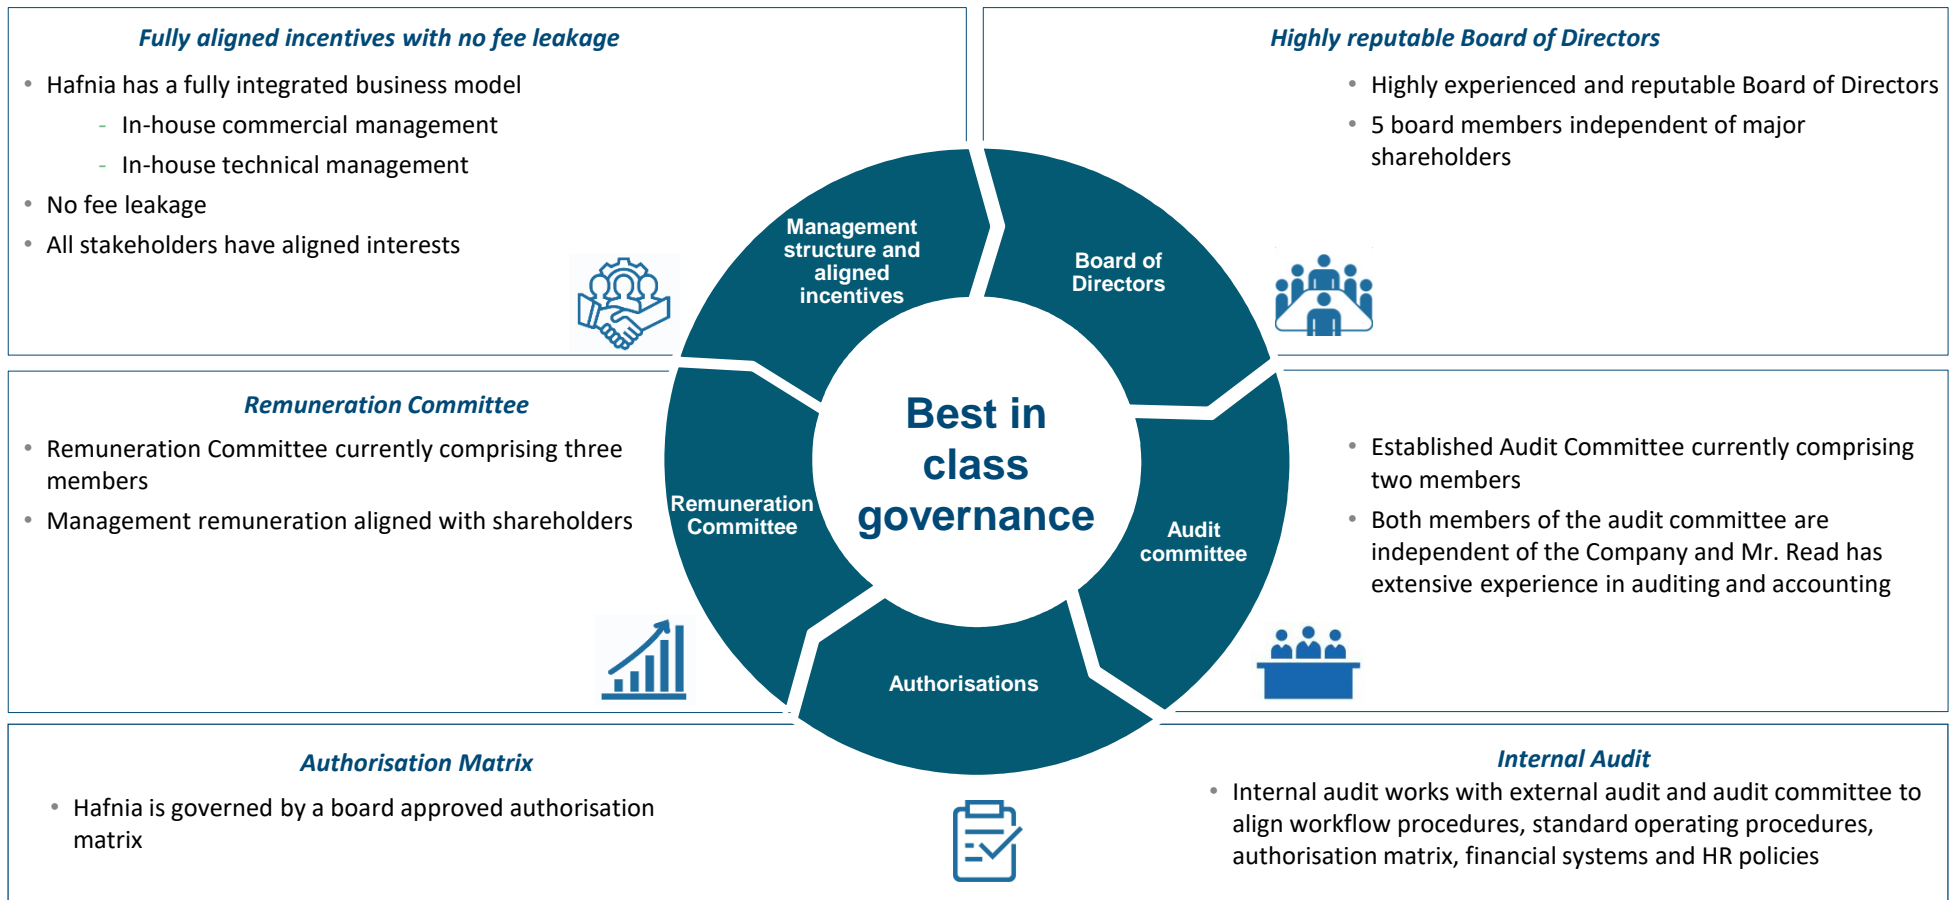 Fully aligned incentives with no fee leakage
• Hafnia has a fully integrated business model
- In-house commercial management
- In-house technical management
• No fee leakage
• All stakeholders have aligned interests
Highly reputable Board of Directors
• Highly experienced and reputable Board of Directors
• 5 board members independent of major
shareholders
Management
structure and
aligned
incentives
Board of
Directors
Remuneration Committee
• Remuneration Committee currently comprising three
members
• Management remuneration aligned with shareholders
Remuneration
Committee
Best in
class
governance
Audit
committee
• Established Audit Committee currently comprising
two members
• Both members of the audit committee are
independent of the Company and Mr. Read has
extensive experience in auditing and accounting
Authorisations
Authorisation Matrix
• Hafnia is governed by a board approved authorisation
matrix
Internal Audit
• Internal audit works with external audit and audit committee to
align workflow procedures, standard operating procedures,
authorisation matrix, financial systems and HR policies